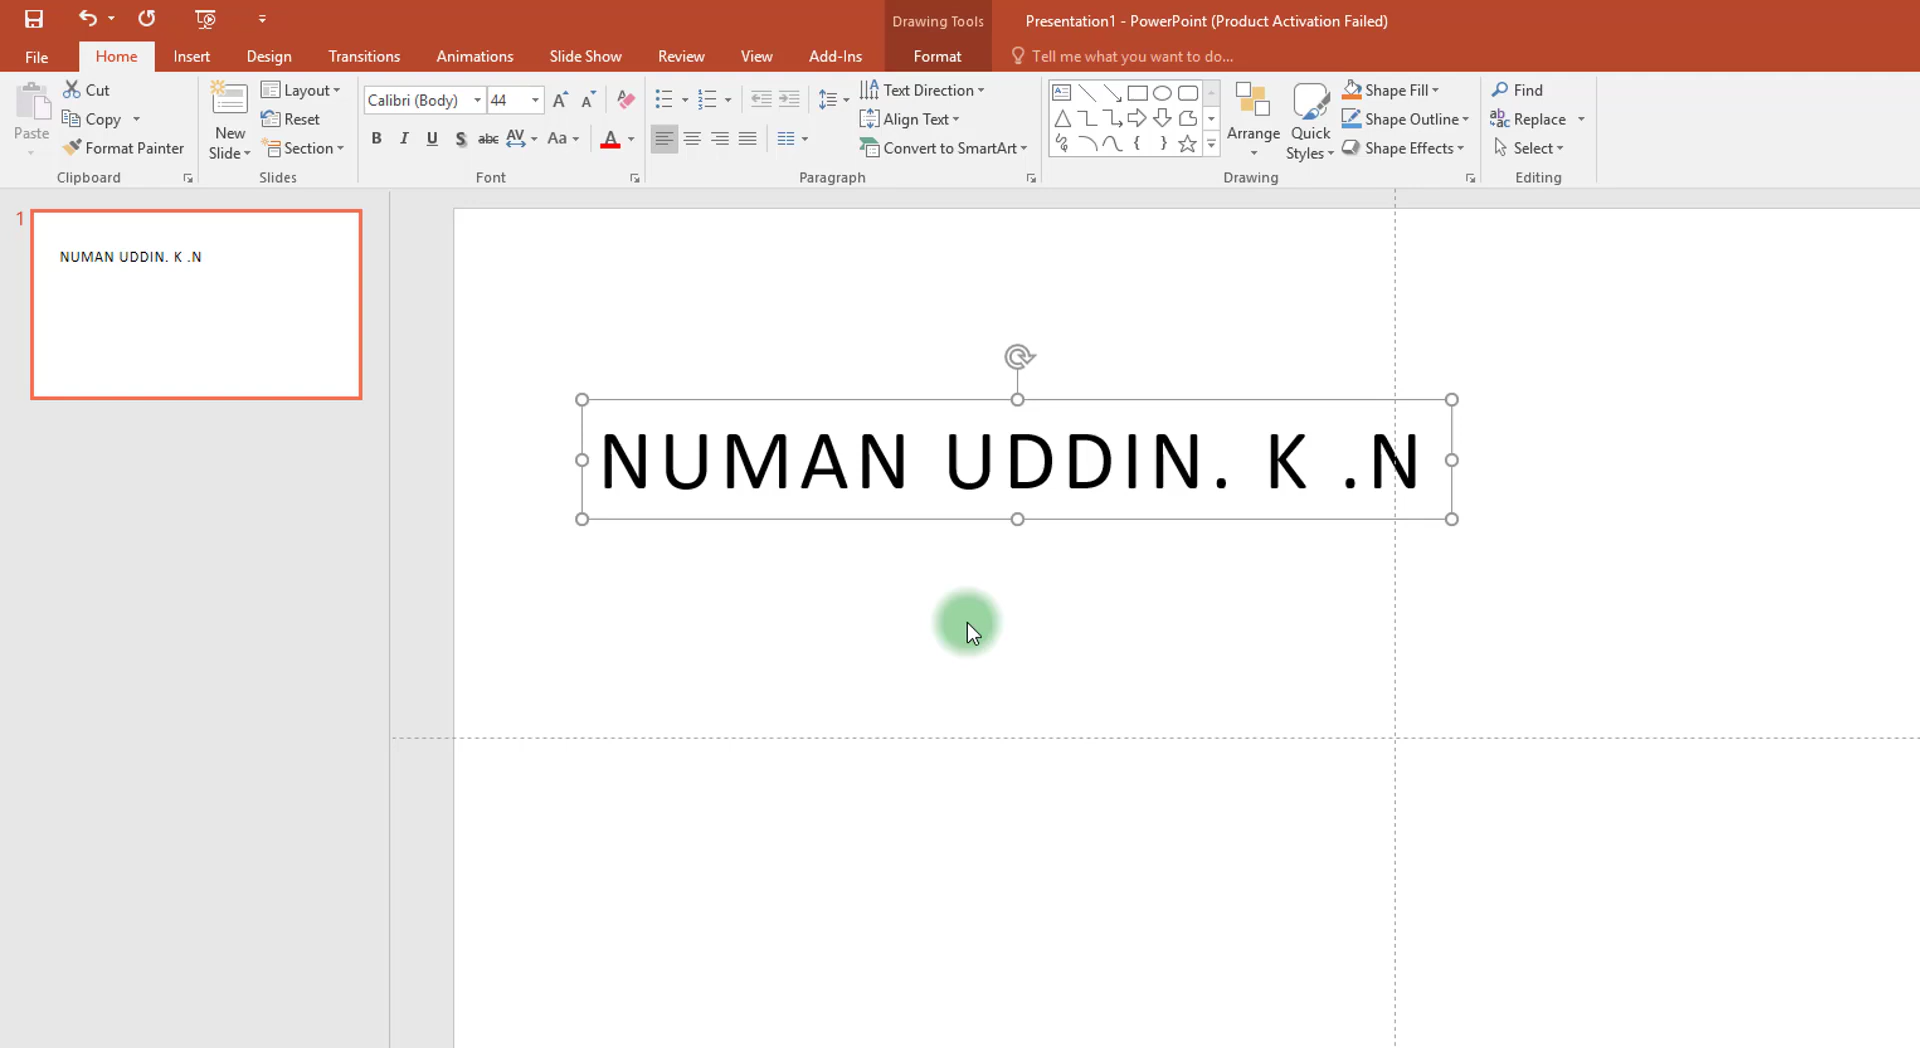 Drawing Tools Presentation1 - PowerPoint (Product Activation Failed)
File Home Insert Design Transitions Animations Slide Show Review View Add-Ins Format Tell me what you want to do...
Paste
Cut
Copy
Format Painter
Clipboard
New Slide
Layout
Reset
Section
Slides
Calibri (Body) 44
B I U S abc AV Aa A
Font
Text Direction
Align Text
Convert to SmartArt
Paragraph
Arrange
Quick Styles
Shape Fill
Shape Outline
Shape Effects
Drawing
Find
Replace
Select
Editing
1
NUMAN UDDIN. K .N
NUMAN UDDIN. K .N